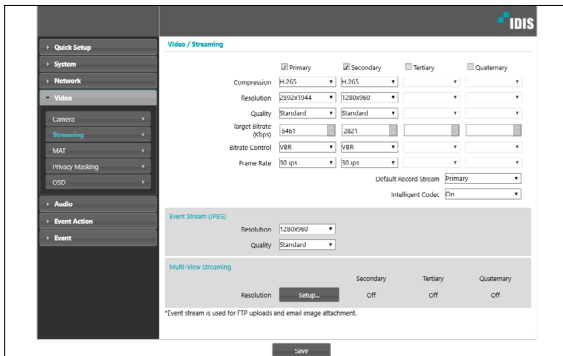 IDIS
Quick Setup
System
Network
Video
Camera
Streaming
MAT
Privacy Masking
OSD
Audio
Event Action
Event
Video / Streaming
Primary Secondary Tertiary Quaternary
Compression H.265 H.265
Resolution 2592x1944 1280x960
Quality Standard Standard
Target Bitrate (Kbps) 5461 2821
Bitrate Control VBR VBR
Frame Rate 30 ips 30 ips
Default Record Stream Primary
Intelligent Codec On
Event Stream (JPEG)
Resolution 1280x960
Quality Standard
Multi-View Streaming
Secondary Tertiary Quaternary
Resolution Setup... Off Off Off
*Event stream is used for FTP uploads and email image attachment.
Save